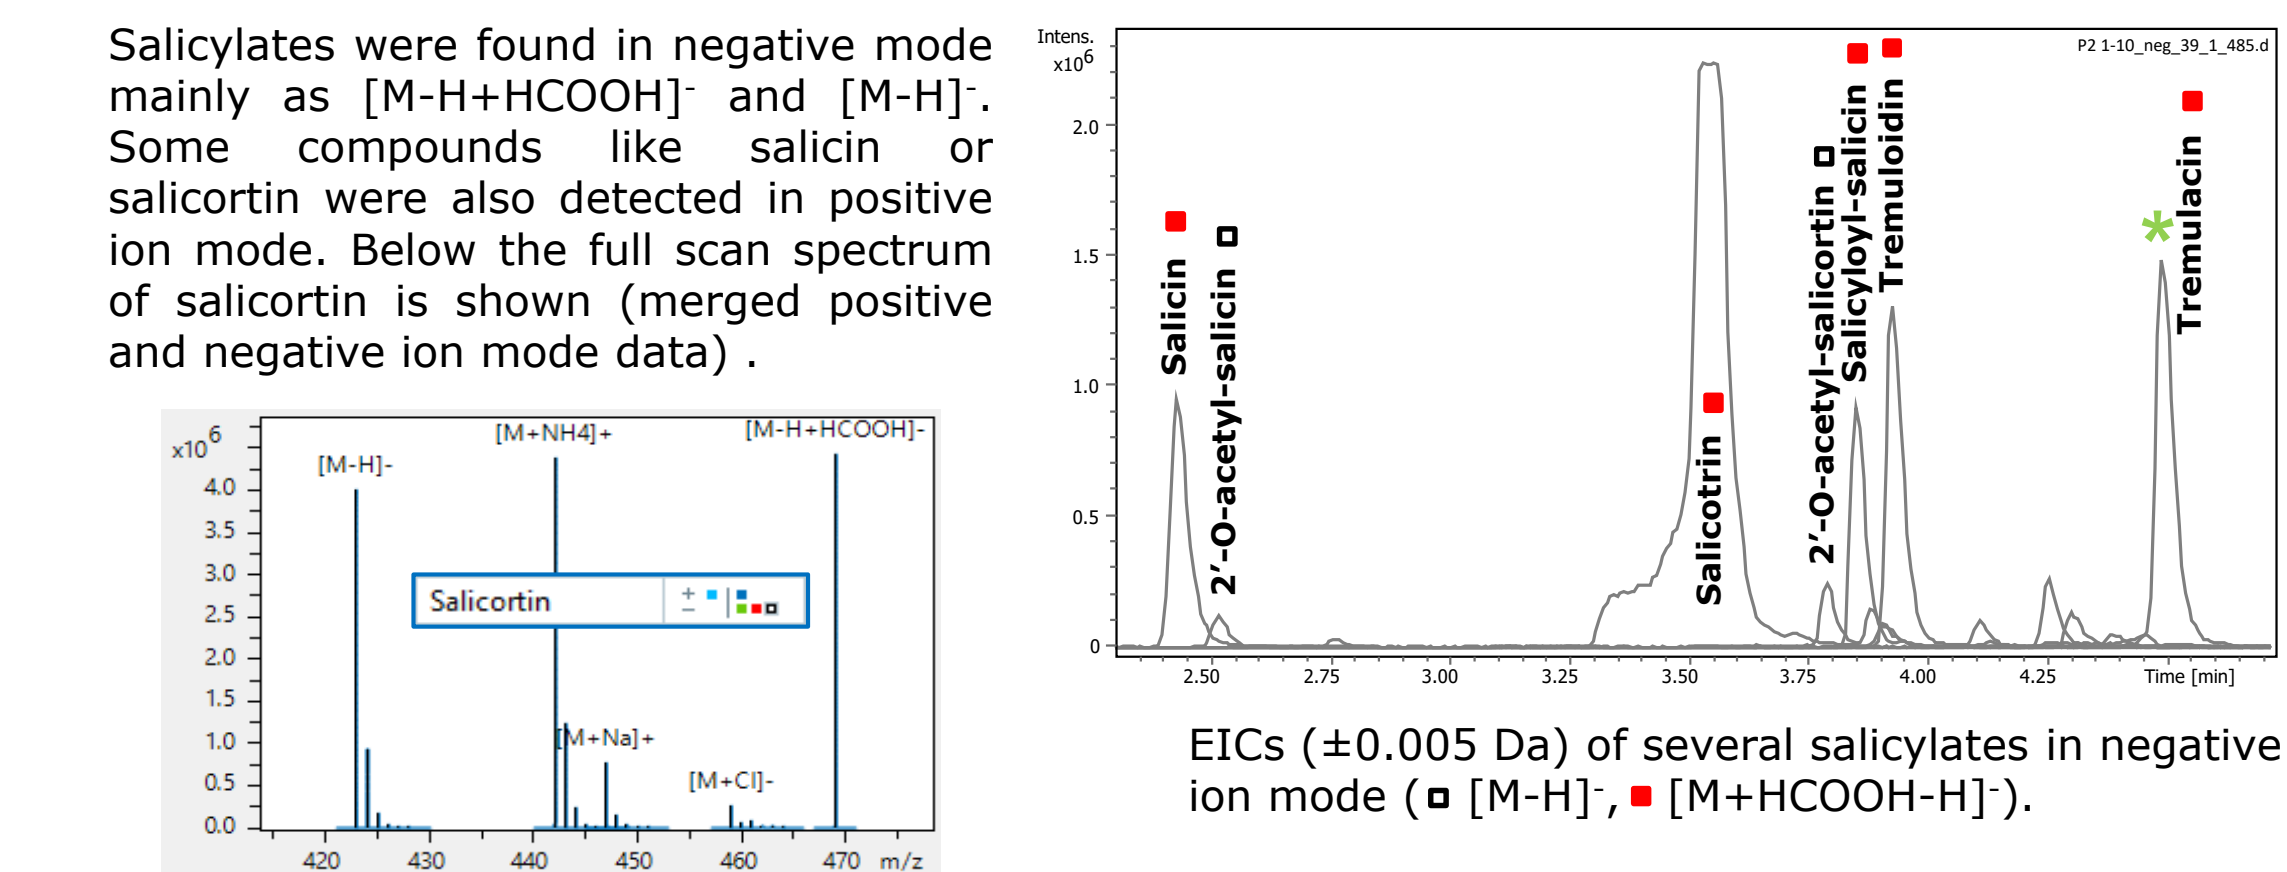 Salicylates were found in negative mode
mainly as [M-H+HCOOH]- and [M-H]-.
Some compounds like salicin or
salicortin were also detected in positive
ion mode. Below the full scan spectrum
of salicortin is shown (merged positive
and negative ion mode data) .
x10^6
4.0
3.5
3.0
2.5
2.0
1.5
1.0
0.5
0.0
[M-H]-
[M+NH4]+
[M-H+HCOOH]-
Salicortin
[M+Na]+
[M+Cl]-
420 430 440 450 460 470 m/z
Intens.
x10^6
2.0
1.5
1.0
0.5
0
P2 1-10_neg_39_1_485.d
Salicin
2’-O-acetyl-salicin
Salicotrin
2’-O-acetyl-salicortin
Salicyloyl-salicin
Tremuloidin
*
Tremulacin
2.50 2.75 3.00 3.25 3.50 3.75 4.00 4.25 Time [min]
EICs (±0.005 Da) of several salicylates in negative
ion mode ( [M-H]-, [M+HCOOH-H]-).